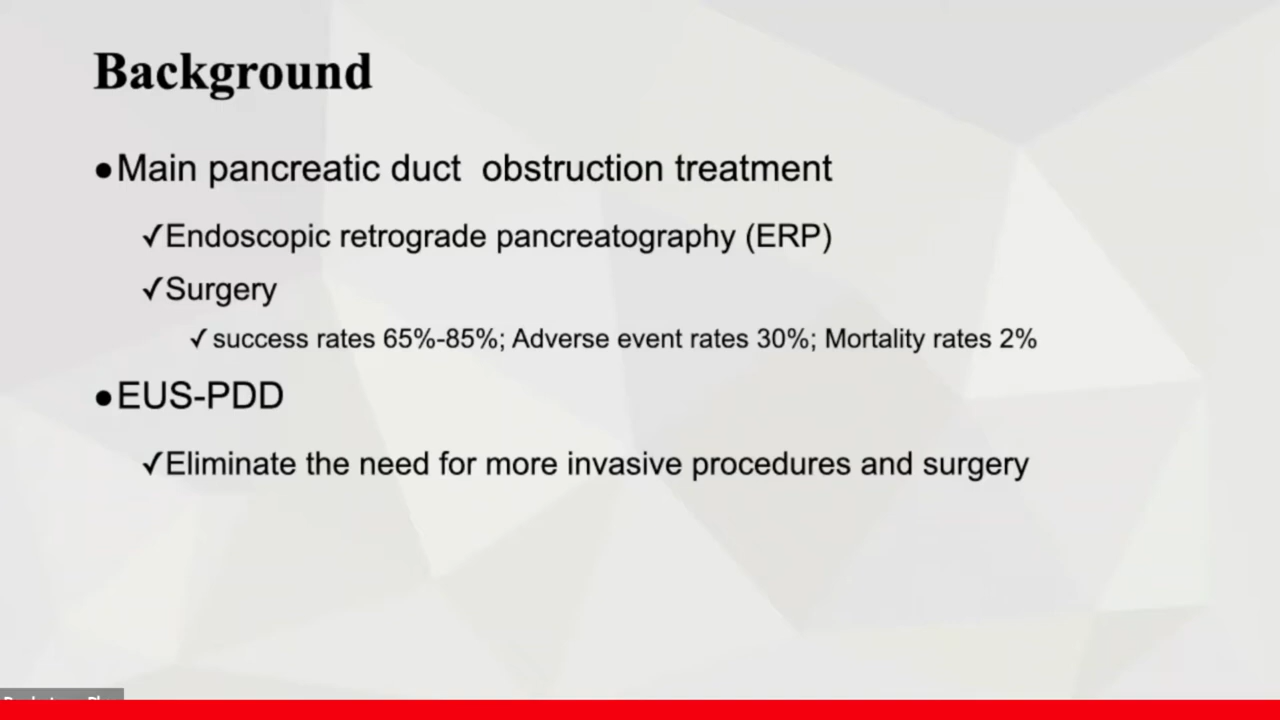 Background
●Main pancreatic duct  obstruction treatment
✓Endoscopic retrograde pancreatography (ERP)
✓Surgery
✓success rates 65%-85%; Adverse event rates 30%; Mortality rates 2%
●EUS-PDD
✓Eliminate the need for more invasive procedures and surgery